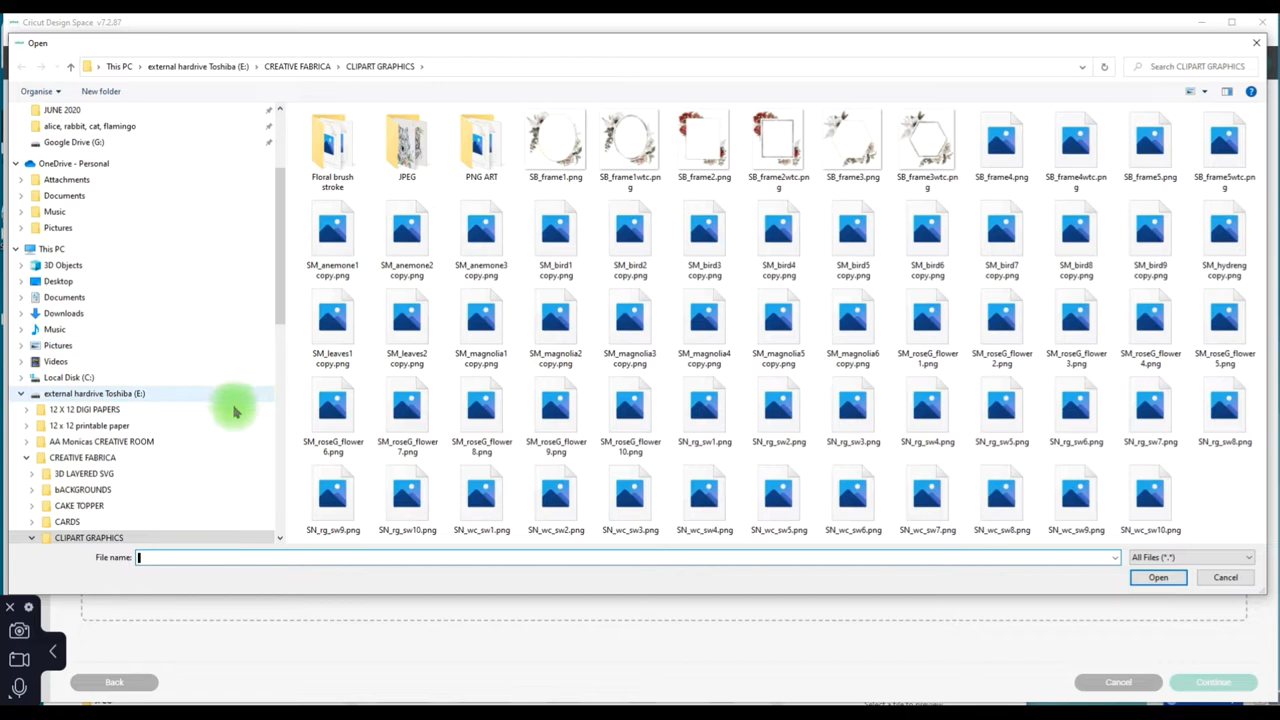 Cricut Design Space v7.2.87
Open
This PC > external hardrive Toshiba (E:) > CREATIVE FABRICA > CLIPART GRAPHICS >
Search CLIPART GRAPHICS
Organise
New folder
JUNE 2020
alice, rabbit, cat, flamingo
Google Drive (G:)
OneDrive - Personal
Attachments
Documents
Music
Pictures
This PC
3D Objects
Desktop
Documents
Downloads
Music
Pictures
Videos
Local Disk (C:)
external hardrive Toshiba (E:)
12 X 12 DIGI PAPERS
12 x 12 printable paper
AA Monicas CREATIVE ROOM
CREATIVE FABRICA
3D LAYERED SVG
bACKGROUNDS
CAKE TOPPER
CARDS
CLIPART GRAPHICS
Floral brush JPEG PNG ART SB_frame1.png SB_frame1wtc.pn SB_frame2.png SB_frame2wtc.pn SB_frame3.png SB_frame3wtc.pn SB_frame4.png SB_frame4wtc.pn SB_frame5.png SB_frame5wtc.pn
stroke g g g g g
SM_anemone1 SM_anemone2 SM_anemone3 SM_bird1 SM_bird2 SM_bird3 SM_bird4 SM_bird5 SM_bird6 SM_bird7 SM_bird8 SM_bird9 SM_hydreng
copy.png copy.png copy.png copy.png copy.png copy.png copy.png copy.png copy.png copy.png copy.png copy.png copy.png
SM_leaves1 SM_leaves2 SM_magnolia1 SM_magnolia2 SM_magnolia3 SM_magnolia4 SM_magnolia5 SM_magnolia6 SM_roseG_flower SM_roseG_flower SM_roseG_flower SM_roseG_flower SM_roseG_flower
copy.png copy.png copy.png copy.png copy.png copy.png copy.png copy.png 1.png 2.png 3.png 4.png 5.png
SM_roseG_flower SM_roseG_flower SM_roseG_flower SM_roseG_flower SM_roseG_flower SN_rg_sw1.png SN_rg_sw2.png SN_rg_sw3.png SN_rg_sw4.png SN_rg_sw5.png SN_rg_sw6.png SN_rg_sw7.png SN_rg_sw8.png
6.png 7.png 8.png 9.png 10.png
SN_rg_sw9.png SN_rg_sw10.png SN_wc_sw1.png SN_wc_sw2.png SN_wc_sw3.png SN_wc_sw4.png SN_wc_sw5.png SN_wc_sw6.png SN_wc_sw7.png SN_wc_sw8.png SN_wc_sw9.png SN_wc_sw10.png
File name:
All Files (*.*)
Open
Cancel
Back
Cancel
Continue